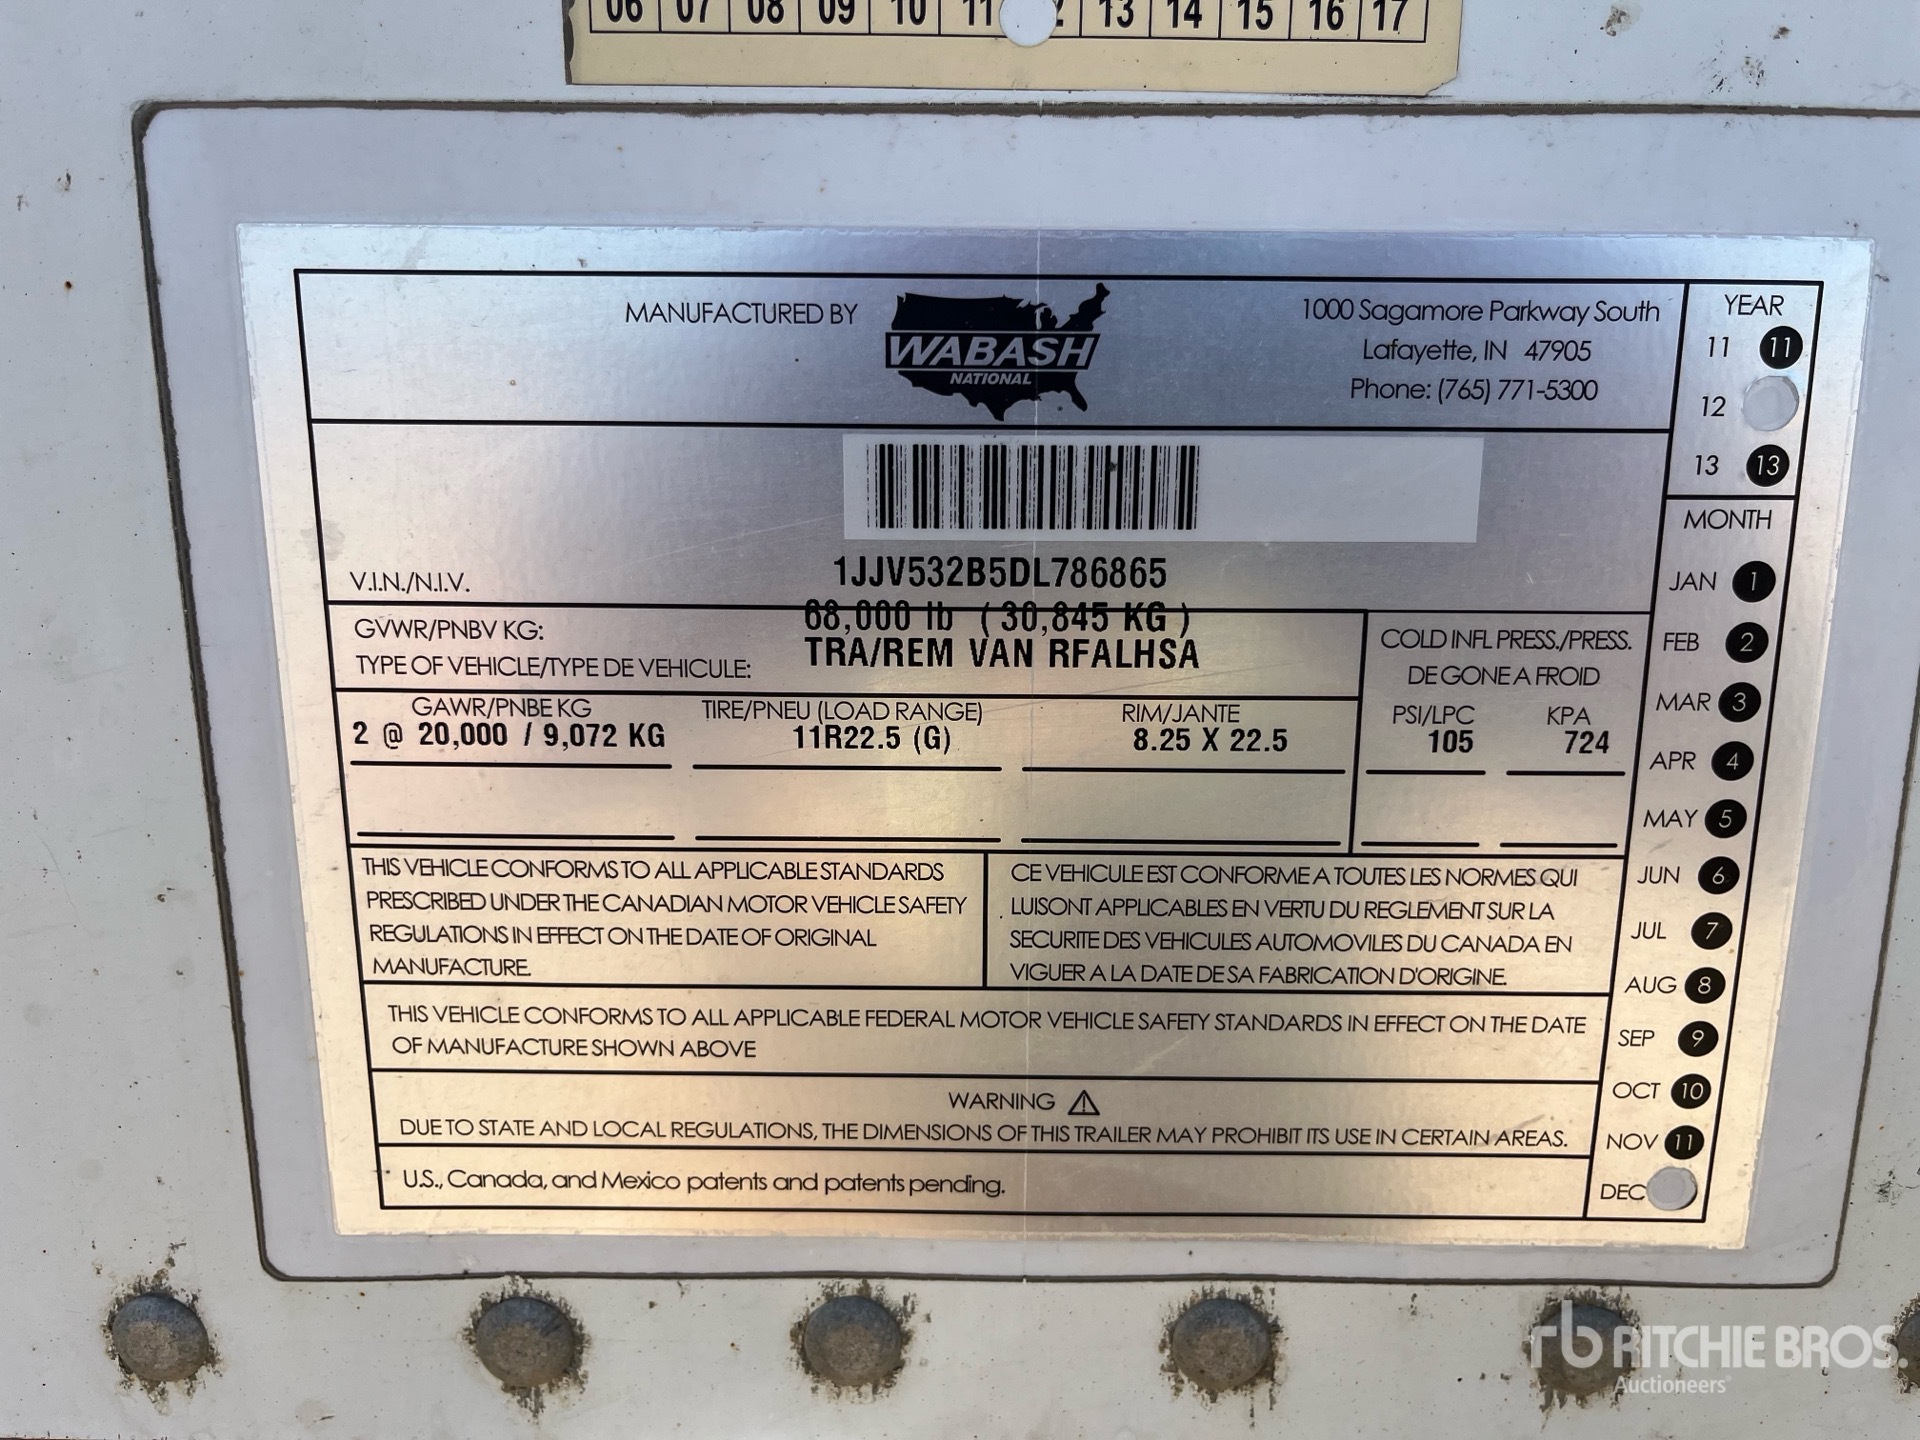 06 07 08 09 10 11 13 14 15 16 17
MANUFACTURED BY
WABASH
NATIONAL
1000 Sagamore Parkway South
Lafayette, IN 47905
Phone: (765) 771-5300
YEAR
11 11
12
13 13
V.I.N./N.I.V.
1JJV532B5DL786865
GVWR/PNBV KG:
68,000 lb ( 30,845 KG )
TYPE OF VEHICLE/TYPE DE VEHICULE:
TRA/REM VAN RFALHSA
COLD INFL PRESS./PRESS.
DE GONE A FROID
GAWR/PNBE KG
2 @ 20,000 / 9,072 KG
TIRE/PNEU (LOAD RANGE)
11R22.5 (G)
RIM/JANTE
8.25 X 22.5
PSI/LPC
105
KPA
724
THIS VEHICLE CONFORMS TO ALL APPLICABLE STANDARDS
PRESCRIBED UNDER THE CANADIAN MOTOR VEHICLE SAFETY
REGULATIONS IN EFFECT ON THE DATE OF ORIGINAL
MANUFACTURE.
CE VEHICULE EST CONFORME A TOUTES LES NORMES QUI
LUI SONT APPLICABLES EN VERTU DU REGLEMENT SUR LA
SECURITE DES VEHICULES AUTOMOVILES DU CANADA EN
VIGUER A LA DATE DE SA FABRICATION D'ORIGINE.
THIS VEHICLE CONFORMS TO ALL APPLICABLE FEDERAL MOTOR VEHICLE SAFETY STANDARDS IN EFFECT ON THE DATE
OF MANUFACTURE SHOWN ABOVE
WARNING
DUE TO STATE AND LOCAL REGULATIONS, THE DIMENSIONS OF THIS TRAILER MAY PROHIBIT ITS USE IN CERTAIN AREAS.
U.S., Canada, and Mexico patents and patents pending.
MONTH
JAN 1
FEB 2
MAR 3
APR 4
MAY 5
JUN 6
JUL 7
AUG 8
SEP 9
OCT 10
NOV 11
DEC
rb RITCHIE BROS.
Auctioneers